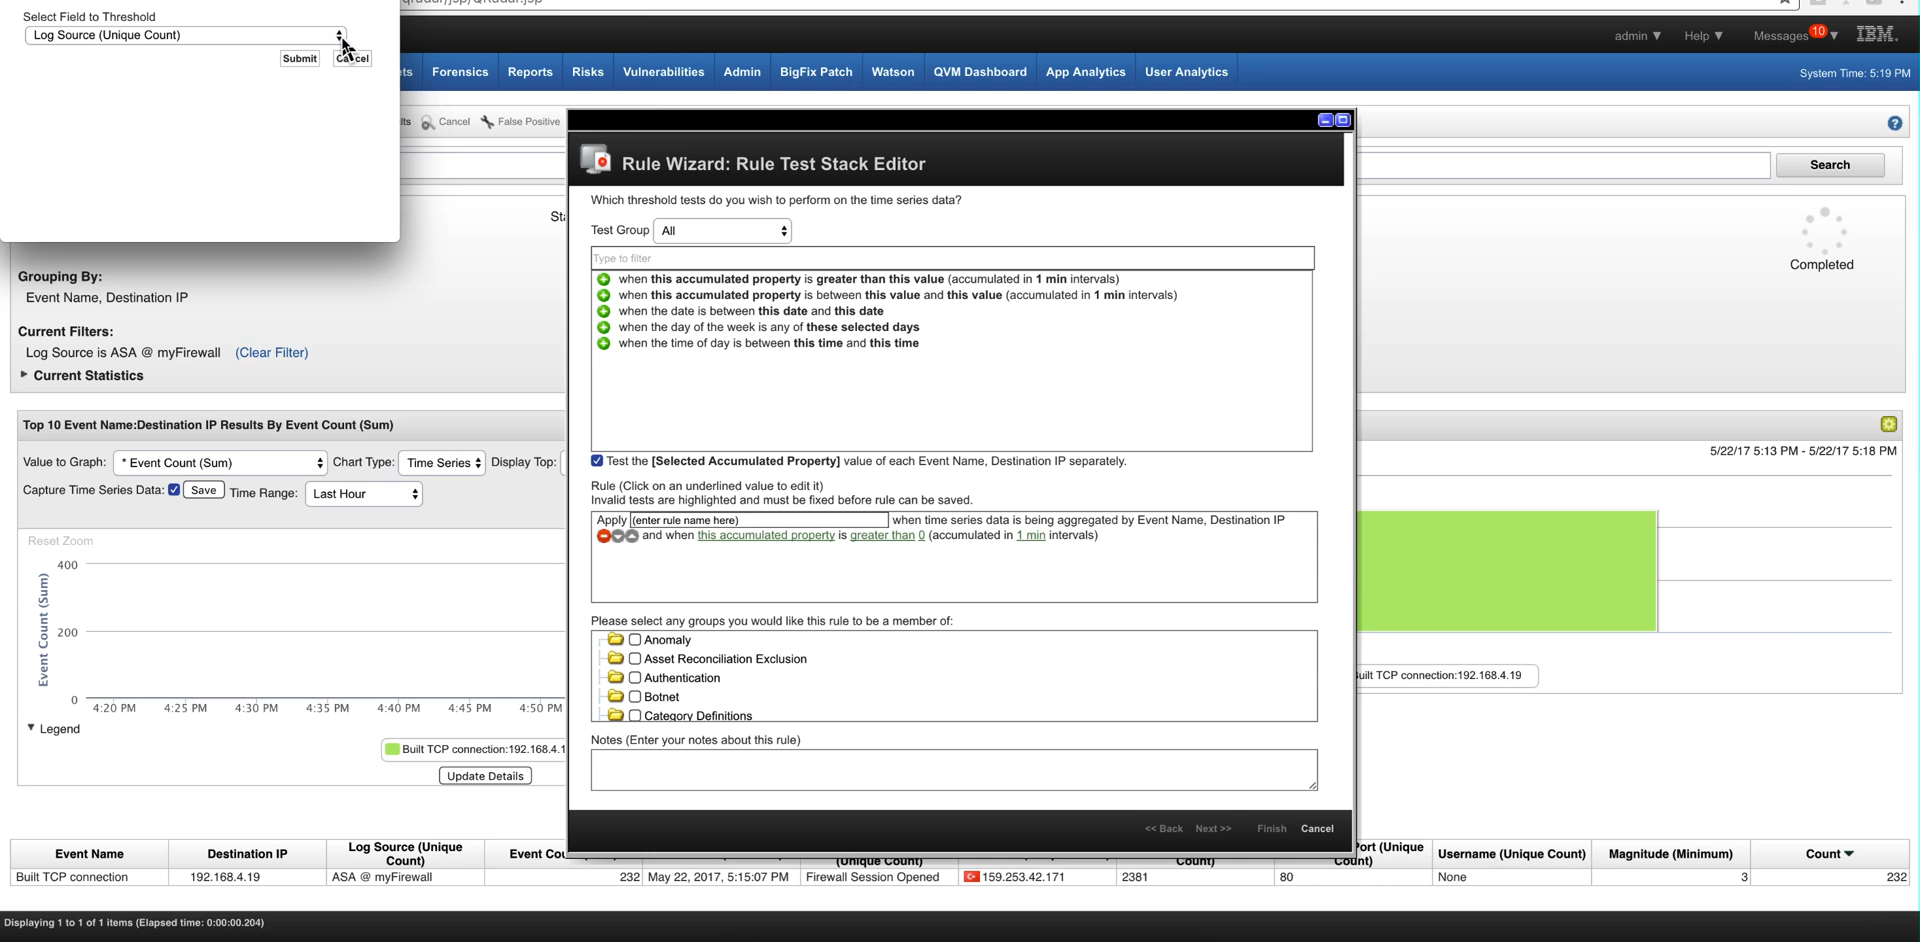 Select Field to Threshold
Log Source (Unique Count)
Submit
admin ▼ Help ▼ Messages 10 ▼ IBM.
Forensics Reports Risks Vulnerabilities Admin BigFix Patch Watson QVM Dashboard App Analytics User Analytics
System Time: 5:19 PM
Cancel False Positive
Search
Rule Wizard: Rule Test Stack Editor
Which threshold tests do you wish to perform on the time series data?
Test Group All
Type to filter
when this accumulated property is greater than this value (accumulated in 1 min intervals)
when this accumulated property is between this value and this value (accumulated in 1 min intervals)
when the date is between this date and this date
when the day of the week is any of these selected days
when the time of day is between this time and this time
Test the [Selected Accumulated Property] value of each Event Name, Destination IP separately.
Rule (Click on an underlined value to edit it)
Invalid tests are highlighted and must be fixed before rule can be saved.
Apply (enter rule name here) when time series data is being aggregated by Event Name, Destination IP
and when this accumulated property is greater than 0 (accumulated in 1 min intervals)
Please select any groups you would like this rule to be a member of:
Anomaly
Asset Reconciliation Exclusion
Authentication
Botnet
Category Definitions
Notes (Enter your notes about this rule)
<< Back Next >> Finish Cancel
Completed
Grouping By:
Event Name, Destination IP
Current Filters:
Log Source is ASA @ myFirewall (Clear Filter)
Current Statistics
Top 10 Event Name:Destination IP Results By Event Count (Sum)
Value to Graph: * Event Count (Sum) Chart Type: Time Series Display Top:
Capture Time Series Data: Save Time Range: Last Hour
5/22/17 5:13 PM - 5/22/17 5:18 PM
Reset Zoom
Event Count (Sum)
400
200
0
4:20 PM 4:25 PM 4:30 PM 4:35 PM 4:40 PM 4:45 PM 4:50 PM
Legend
Built TCP connection:192.168.4.1
Update Details
uilt TCP connection:192.168.4.19
Event Name Destination IP Log Source (Unique Count) Event Cou (Unique Count) Count) Port (Unique Count) Username (Unique Count) Magnitude (Minimum) Count ▼
Built TCP connection 192.168.4.19 ASA @ myFirewall 232 May 22, 2017, 5:15:07 PM Firewall Session Opened 159.253.42.171 2381 80 None 3 232
Displaying 1 to 1 of 1 items (Elapsed time: 0:00:00.204)